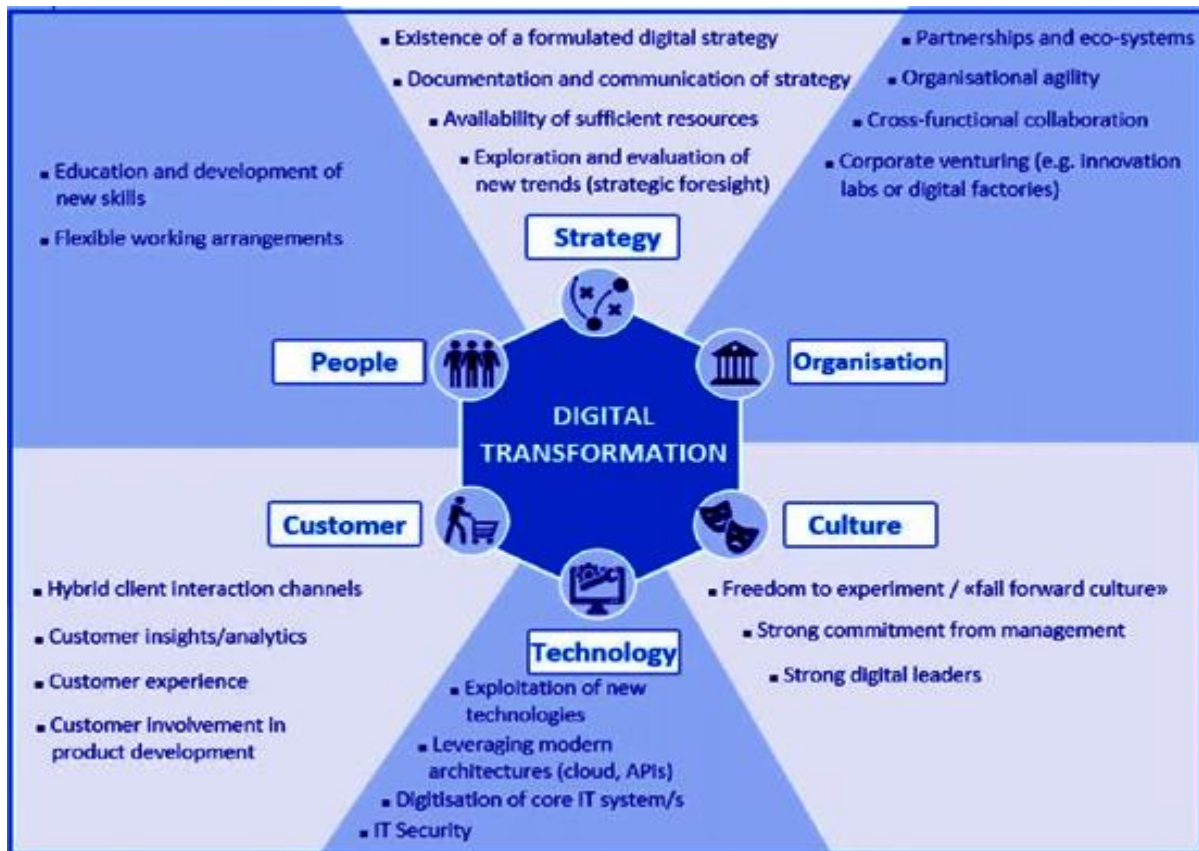 ▪ Existence of a formulated digital strategy
▪ Documentation and communication of strategy
▪ Availability of sufficient resources
▪ Exploration and evaluation of
new trends (strategic foresight)
Strategy
▪ Partnerships and eco-systems
▪ Organisational agility
▪ Cross-functional collaboration
▪ Corporate venturing (e.g. innovation
labs or digital factories)
Organisation
▪ Education and development of
new skills
▪ Flexible working arrangements
People
DIGITAL
TRANSFORMATION
Customer
▪ Hybrid client interaction channels
▪ Customer insights/analytics
▪ Customer experience
▪ Customer involvement in
product development
Technology
▪ Exploitation of new
technologies
▪ Leveraging modern
architectures (cloud, APIs)
▪ Digitisation of core IT system/s
▪ IT Security
Culture
▪ Freedom to experiment / «fail forward culture»
▪ Strong commitment from management
▪ Strong digital leaders